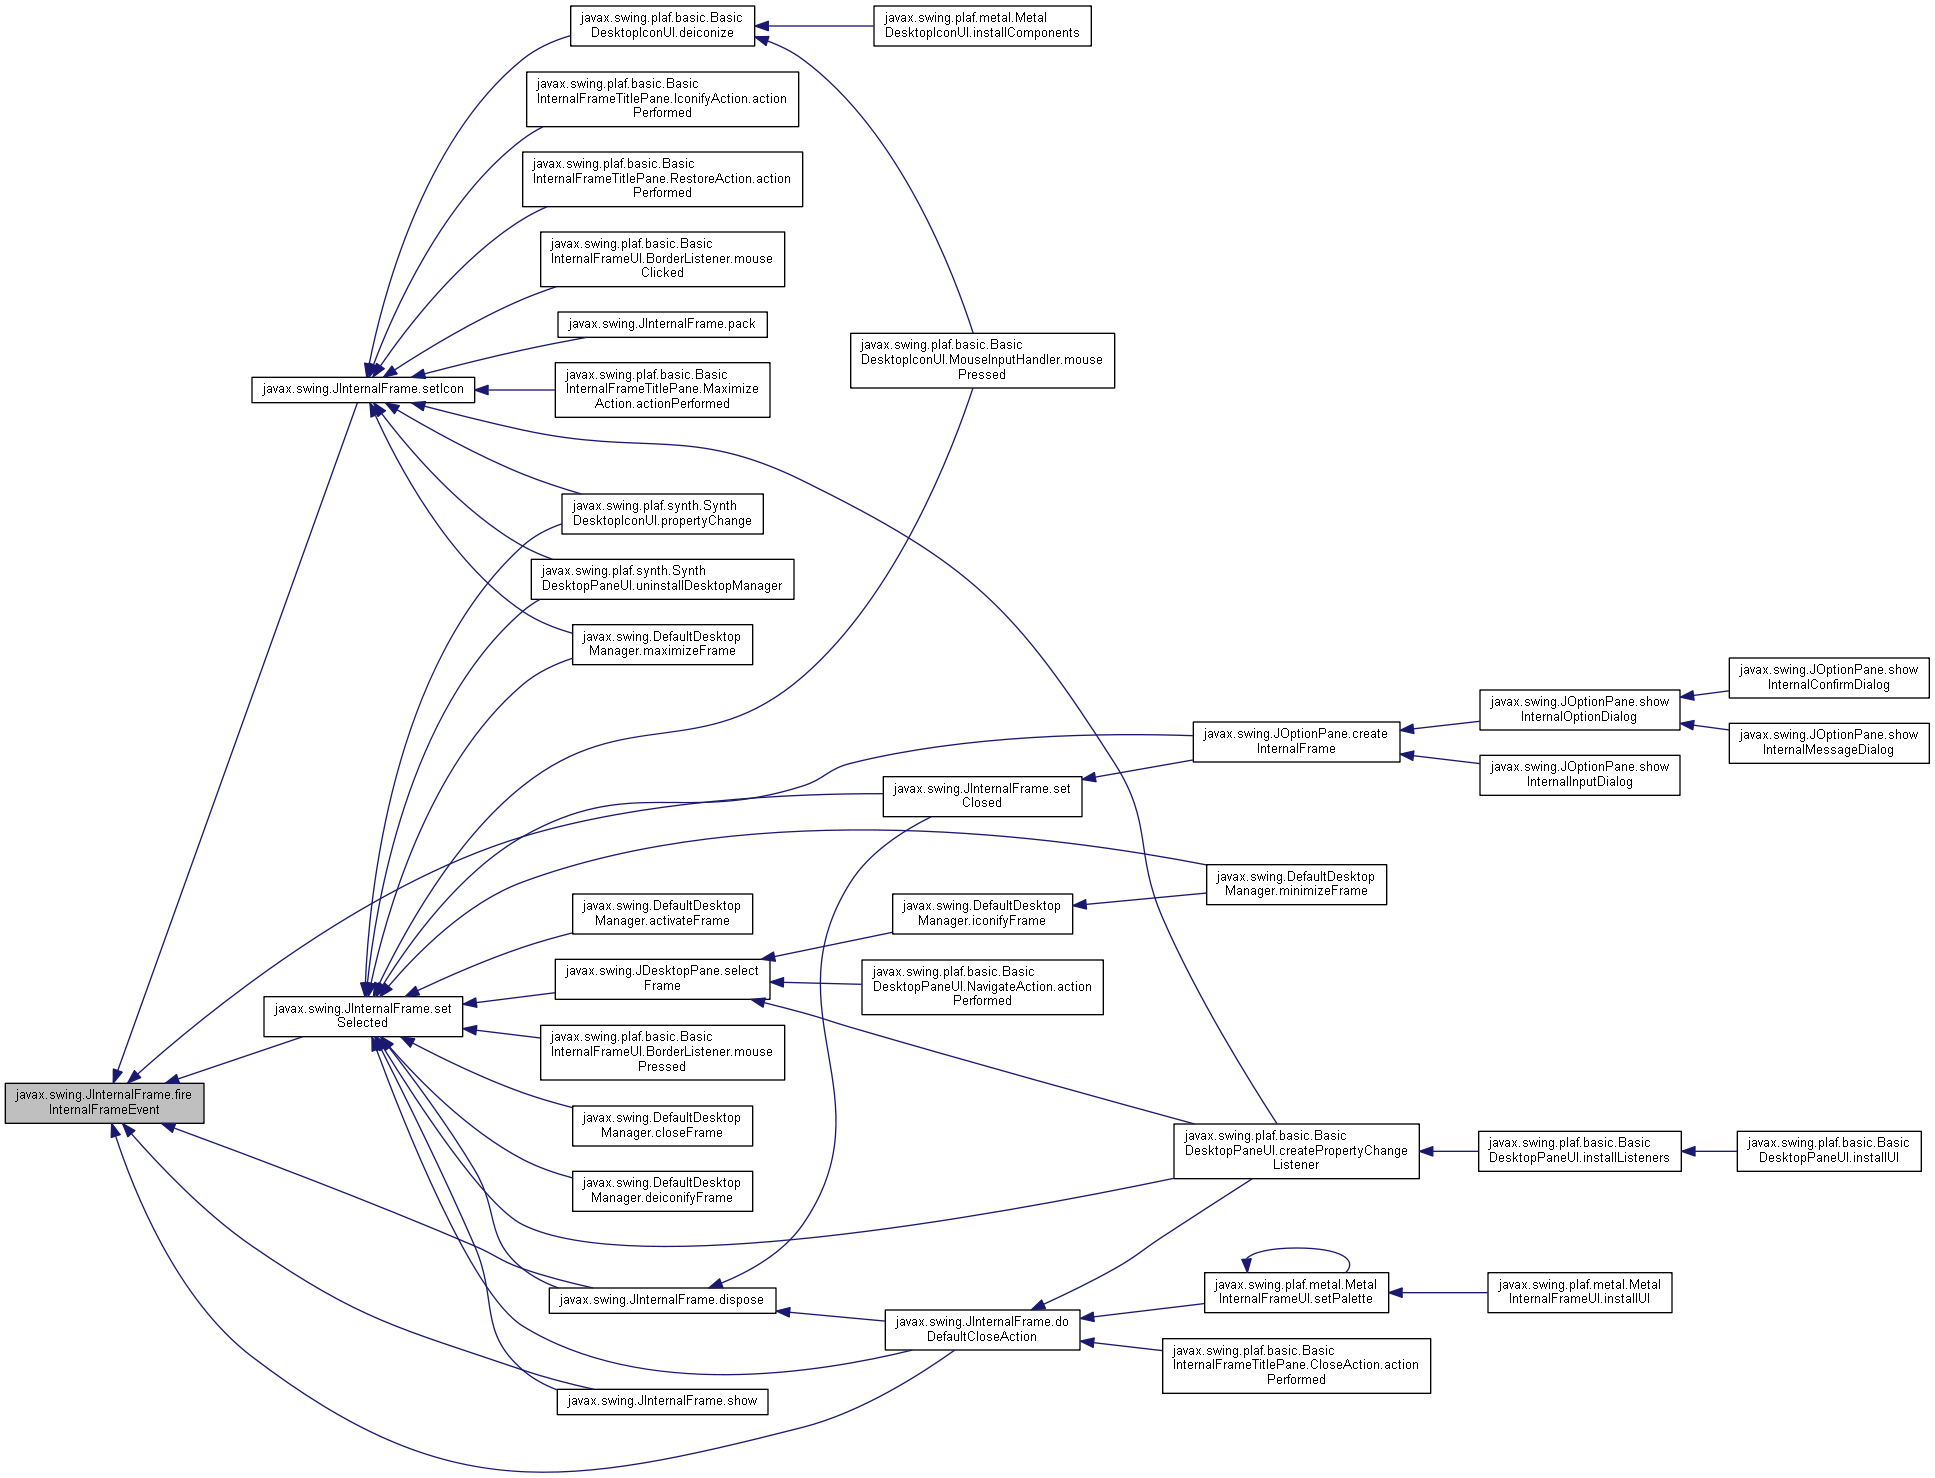 javax.swing.plaf.basic.Basic
DesktopIconUI.deiconize
javax.swing.plaf.metal.Metal
DesktopIconUI.installComponents
javax.swing.plaf.basic.Basic
InternalFrameTitlePane.IconifyAction.action
Performed
javax.swing.plaf.basic.Basic
InternalFrameTitlePane.RestoreAction.action
Performed
javax.swing.plaf.basic.Basic
InternalFrameUI.BorderListener.mouse
Clicked
javax.swing.JInternalFrame.pack
javax.swing.plaf.basic.Basic
DesktopIconUI.MouseInputHandler.mouse
Pressed
javax.swing.plaf.basic.Basic
InternalFrameTitlePane.Maximize
Action.actionPerformed
javax.swing.JInternalFrame.setIcon
javax.swing.plaf.synth.Synth
DesktopIconUI.propertyChange
javax.swing.plaf.synth.Synth
DesktopPaneUI.uninstallDesktopManager
javax.swing.DefaultDesktop
Manager.maximizeFrame
javax.swing.JOptionPane.show
InternalConfirmDialog
javax.swing.JOptionPane.show
InternalOptionDialog
javax.swing.JOptionPane.create
InternalFrame
javax.swing.JOptionPane.show
InternalMessageDialog
javax.swing.JOptionPane.show
InternalInputDialog
javax.swing.JInternalFrame.set
Closed
javax.swing.DefaultDesktop
Manager.minimizeFrame
javax.swing.DefaultDesktop
Manager.activateFrame
javax.swing.DefaultDesktop
Manager.iconifyFrame
javax.swing.JDesktopPane.select
Frame
javax.swing.plaf.basic.Basic
DesktopPaneUI.NavigateAction.action
Performed
javax.swing.JInternalFrame.set
Selected
javax.swing.plaf.basic.Basic
InternalFrameUI.BorderListener.mouse
Pressed
javax.swing.JInternalFrame.fire
InternalFrameEvent
javax.swing.DefaultDesktop
Manager.closeFrame
javax.swing.plaf.basic.Basic
DesktopPaneUI.createPropertyChange
Listener
javax.swing.plaf.basic.Basic
DesktopPaneUI.installListeners
javax.swing.plaf.basic.Basic
DesktopPaneUI.installUI
javax.swing.DefaultDesktop
Manager.deiconifyFrame
javax.swing.JInternalFrame.dispose
javax.swing.plaf.metal.Metal
InternalFrameUI.setPalette
javax.swing.plaf.metal.Metal
InternalFrameUI.installUI
javax.swing.JInternalFrame.do
DefaultCloseAction
javax.swing.plaf.basic.Basic
InternalFrameTitlePane.CloseAction.action
Performed
javax.swing.JInternalFrame.show